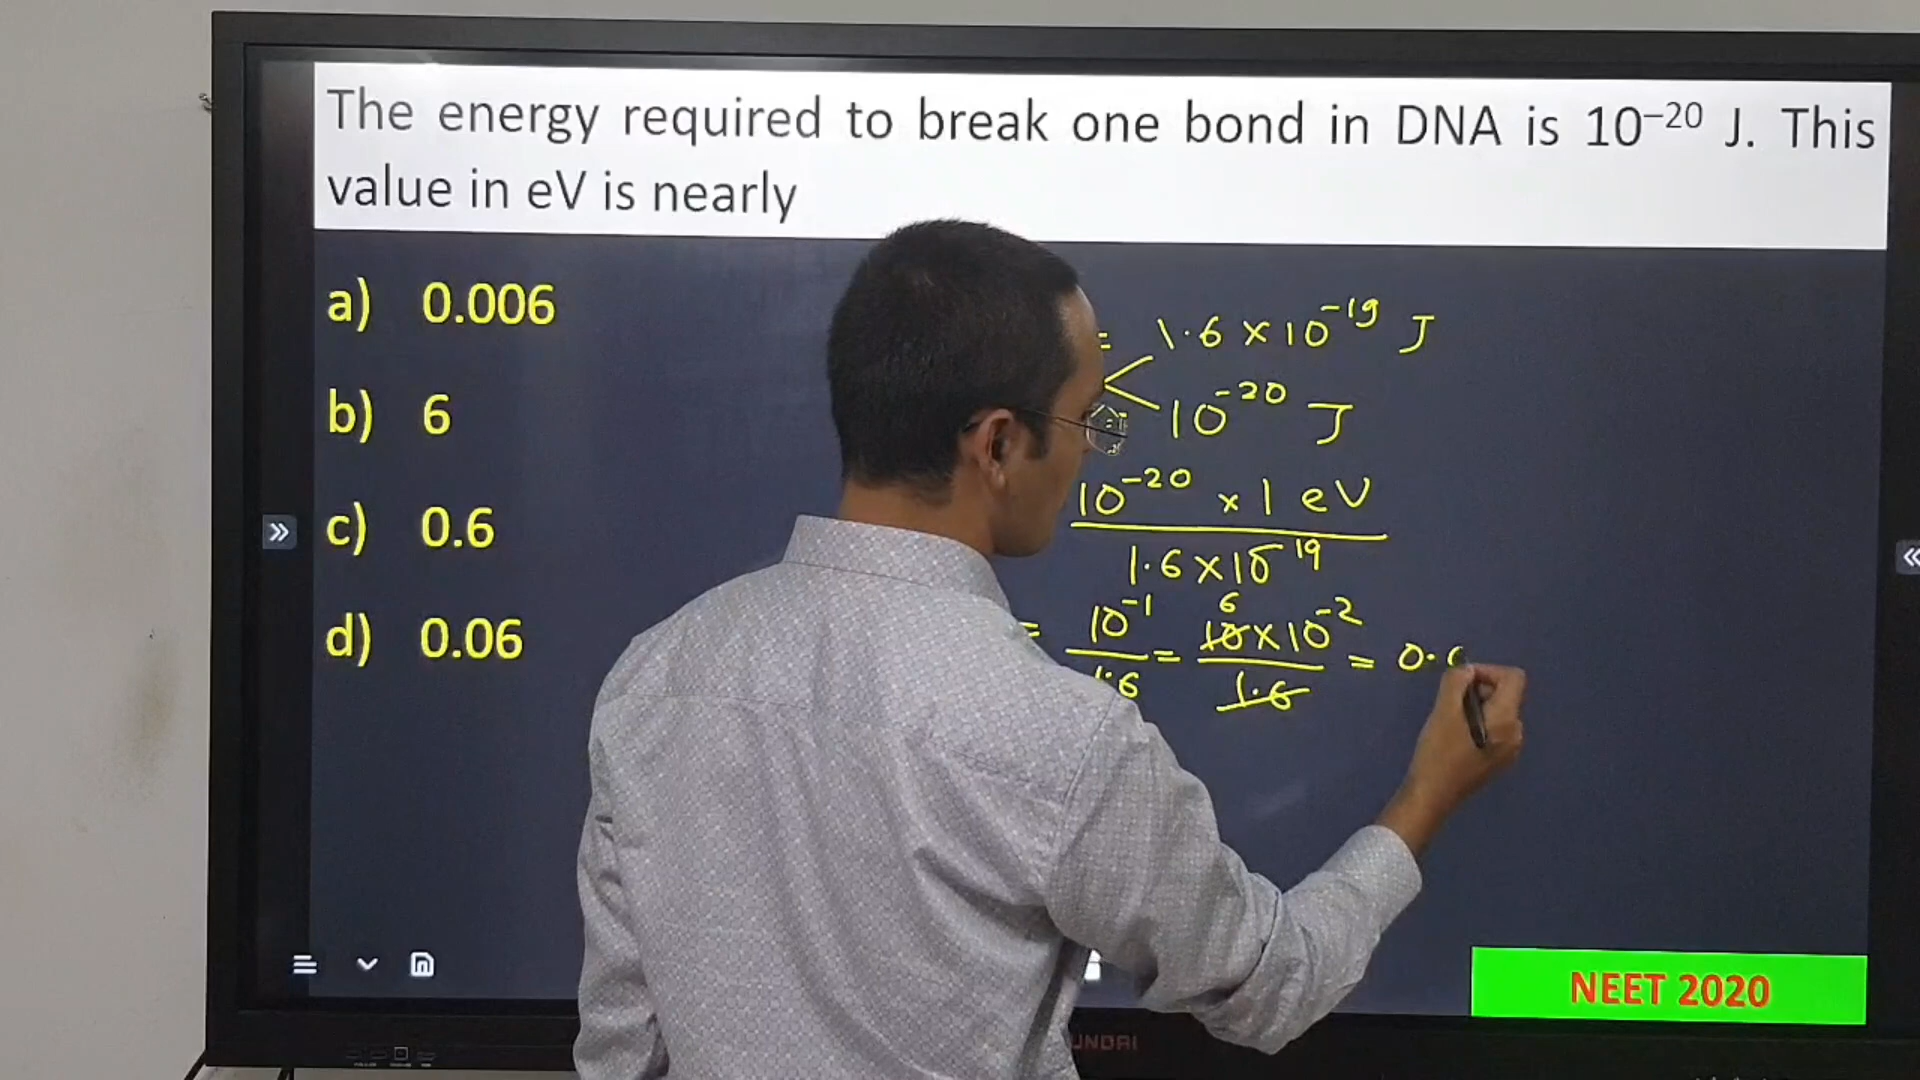 The energy required to break one bond in DNA is 10⁻²⁰ J. This
value in eV is nearly
a) 0.006
b) 6
c) 0.6
d) 0.06
= 1.6 × 10⁻¹⁹ J
10⁻²⁰ J
10⁻²⁰ × 1 eV
1.6 × 10⁻¹⁹
= 10⁻¹ = 6 10 × 10⁻² = 0.
1.6 1.6
NEET 2020